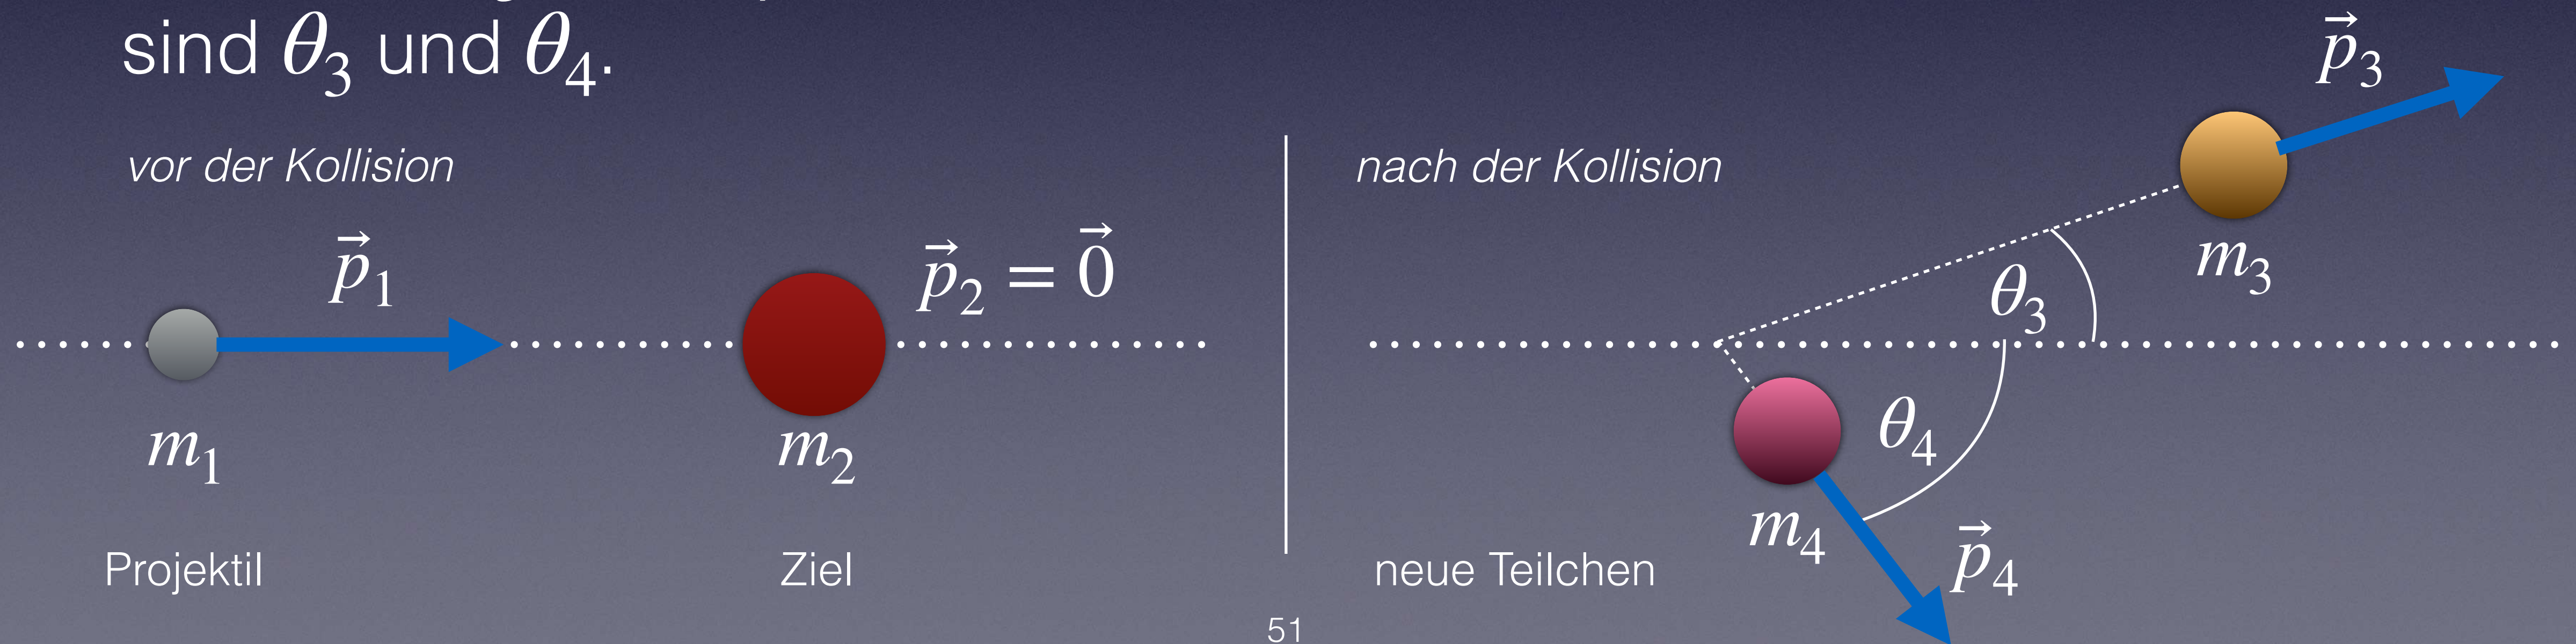 sind θ₃ und θ₄.
vor der Kollision
p⃗₁
p⃗₂ = 0⃗
m₁
m₂
Projektil
Ziel
nach der Kollision
p⃗₃
m₃
θ₃
θ₄
m₄
p⃗₄
neue Teilchen
51